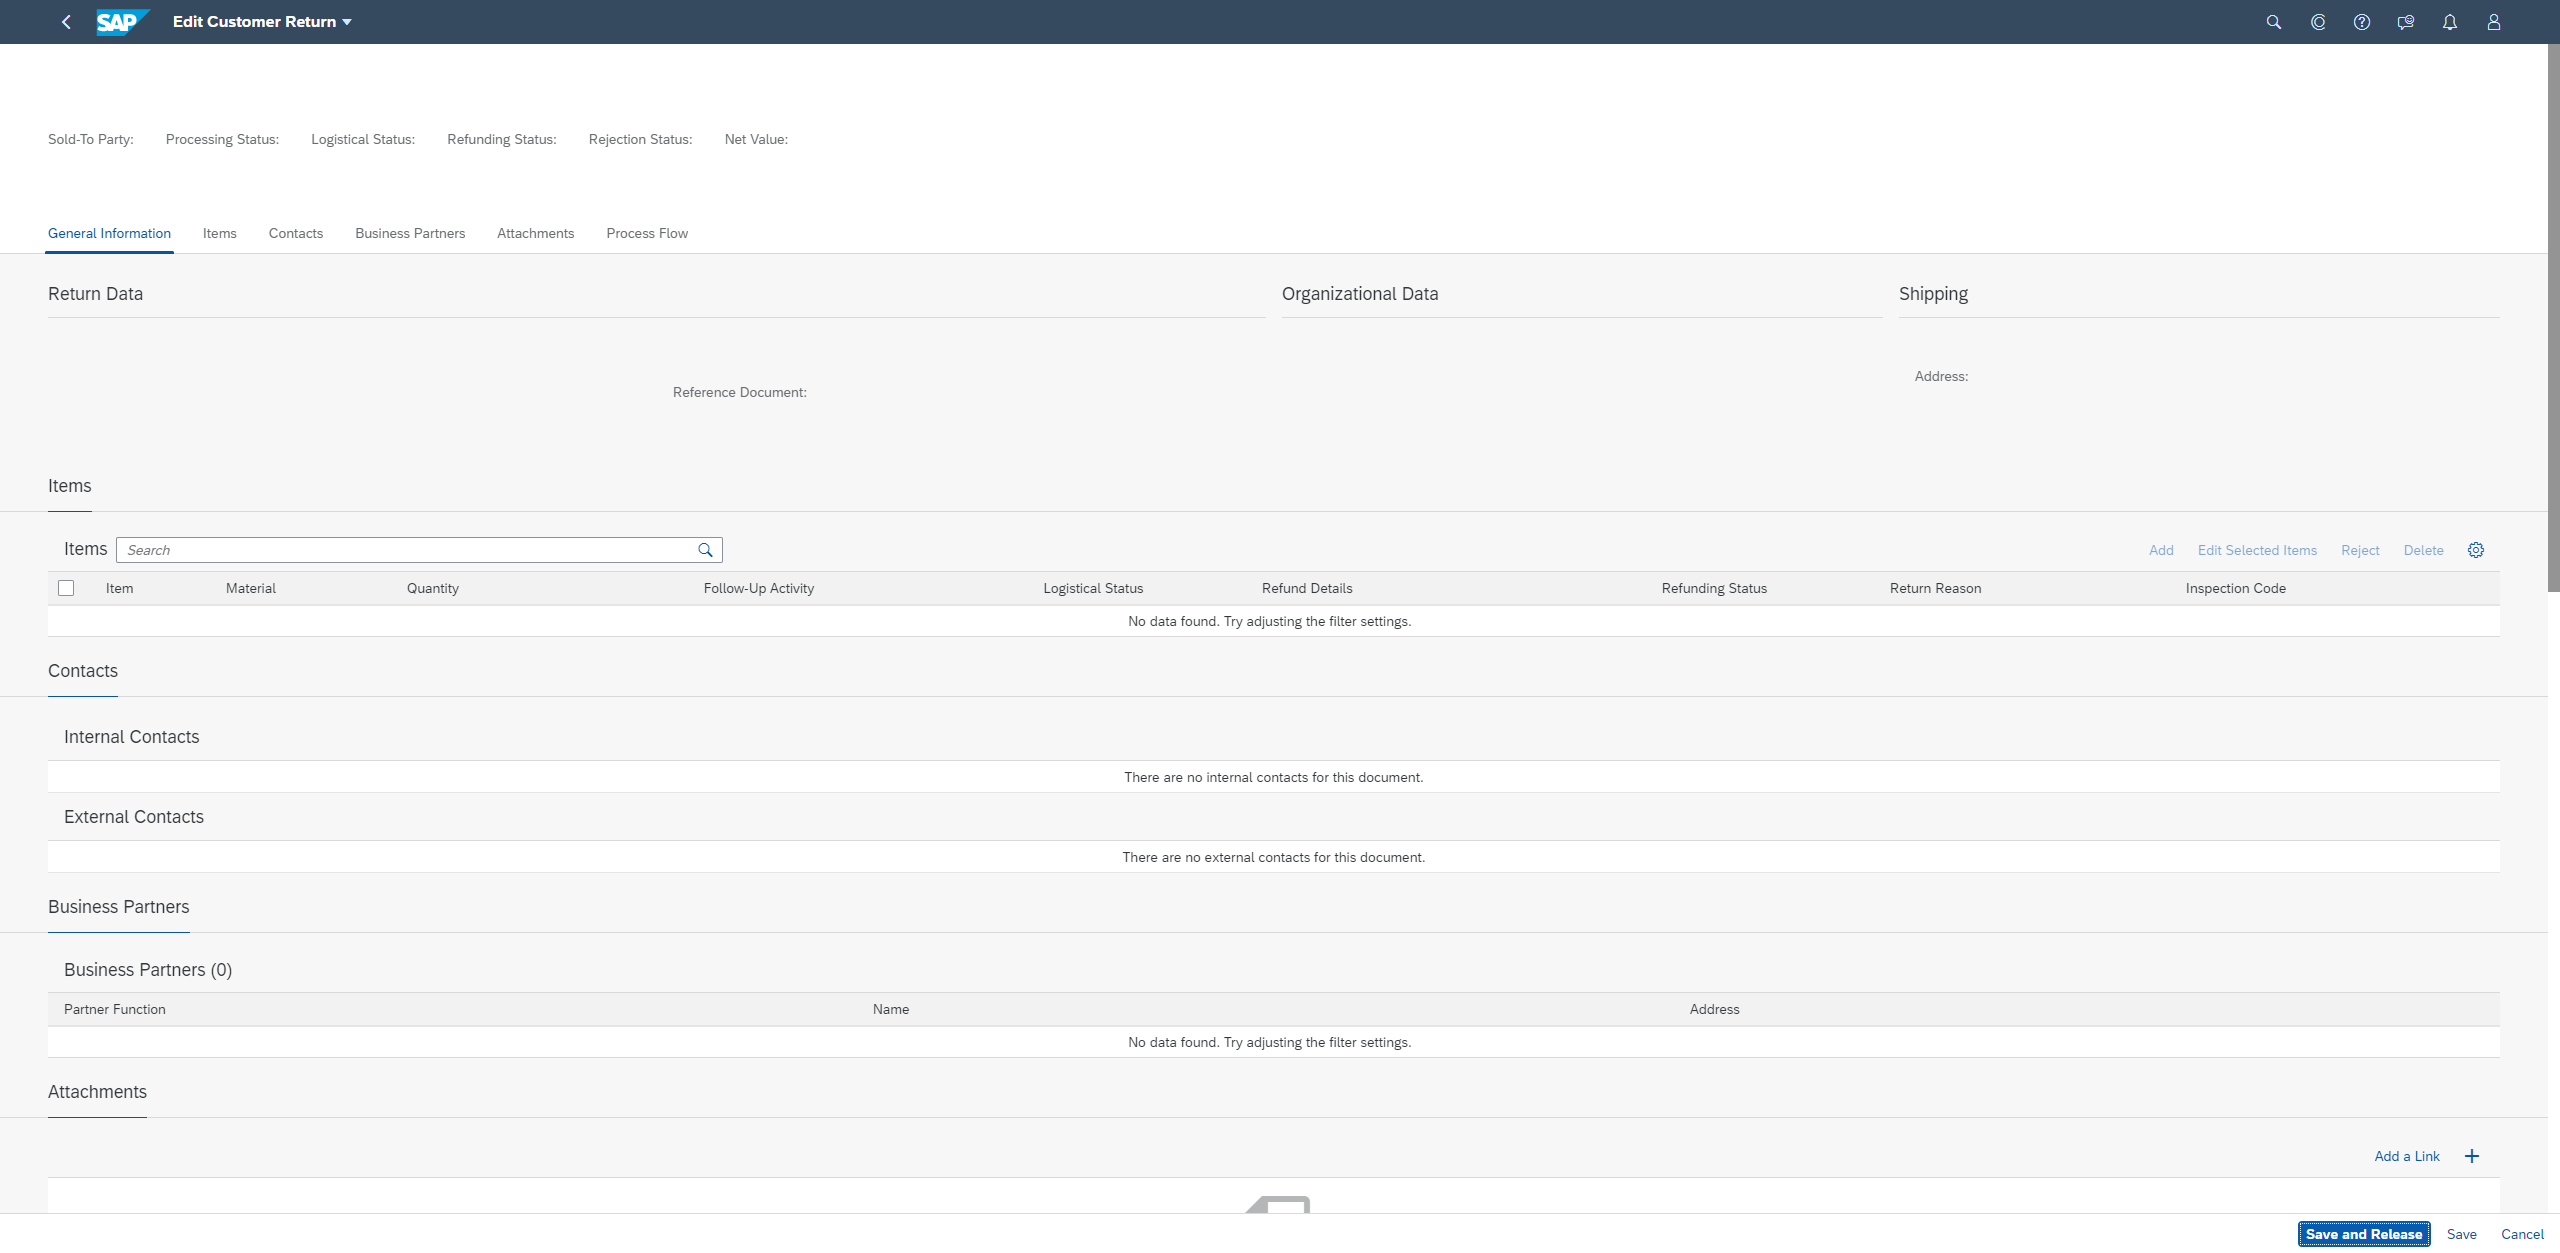 SAP Edit Customer Return
Sold-To Party: Processing Status: Logistical Status: Refunding Status: Rejection Status: Net Value:
General Information Items Contacts Business Partners Attachments Process Flow
Return Data Organizational Data Shipping
Address:
Reference Document:
Items
Items Search Add Edit Selected Items Reject Delete
Item Material Quantity Follow-Up Activity Logistical Status Refund Details Refunding Status Return Reason Inspection Code
No data found. Try adjusting the filter settings.
Contacts
Internal Contacts
There are no internal contacts for this document.
External Contacts
There are no external contacts for this document.
Business Partners
Business Partners (0)
Partner Function Name Address
No data found. Try adjusting the filter settings.
Attachments
Add a Link
Save and Release Save Cancel